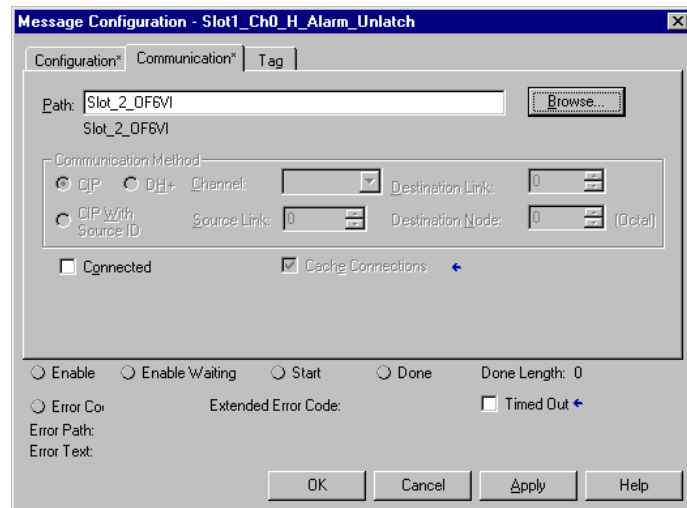 Message Configuration - Slot1_Ch0_H_Alarm_Unlatch
Configuration* Communication* Tag
Path: Slot_2_OF6VI Browse...
Slot_2_OF6VI
Communication Method
CIP DH+ Channel: Destination Link: 0
CIP With Source ID Source Link: 0 Destination Node: 0 (Octal)
Connected Cache Connections ←
Enable Enable Waiting Start Done Done Length: 0
Error Co Extended Error Code: Timed Out ←
Error Path:
Error Text:
OK Cancel Apply Help